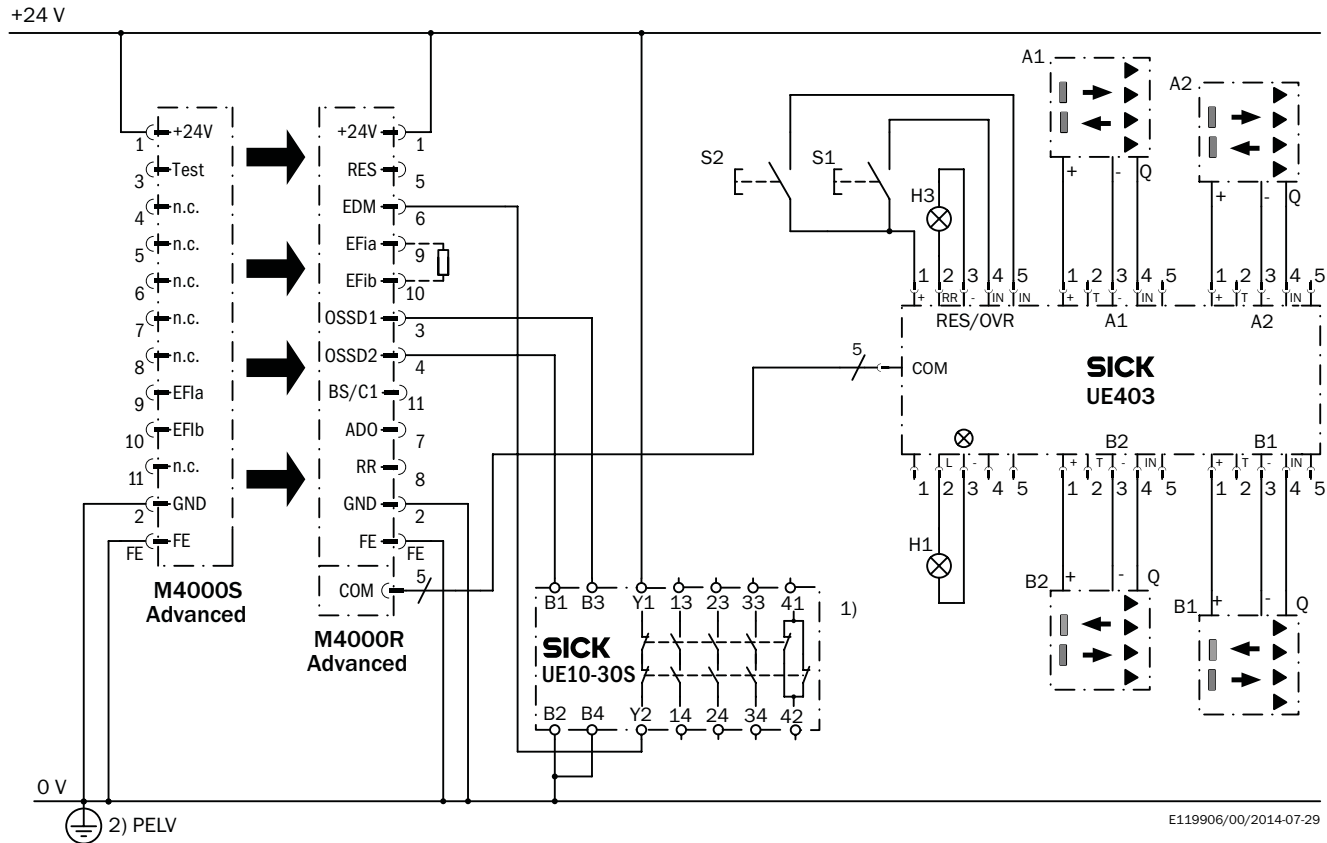 +24 V
+24V
1
Test
3
n.c.
4
n.c.
5
n.c.
6
n.c.
7
n.c.
8
EFIa
9
EFIb
10
n.c.
11
GND
2
FE
FE
M4000S
Advanced
+24V
1
RES
5
EDM
6
EFia
9
EFib
10
OSSD1
3
OSSD2
4
BS/C1
11
ADO
7
RR
8
GND
2
FE
FE
COM
5
M4000R
Advanced
B1 B3 Y1 13 23 33 41
1)
SICK
UE10-30S
B2 B4 Y2 14 24 34 42
S2
S1
H3
A1
+ - Q
A2
+ - Q
1 2 3 4 5
+ RR - IN IN
RES/OVR
1 2 3 4 5
+ T - IN
A1
1 2 3 4 5
+ T - IN
A2
5
COM
SICK
UE403
L -
1 2 3 4 5
B2
+ T - IN
1 2 3 4 5
B1
+ T - IN
1 2 3 4 5
H1
B2
+ - Q
B1
+ - Q
0 V
2) PELV
E119906/00/2014-07-29